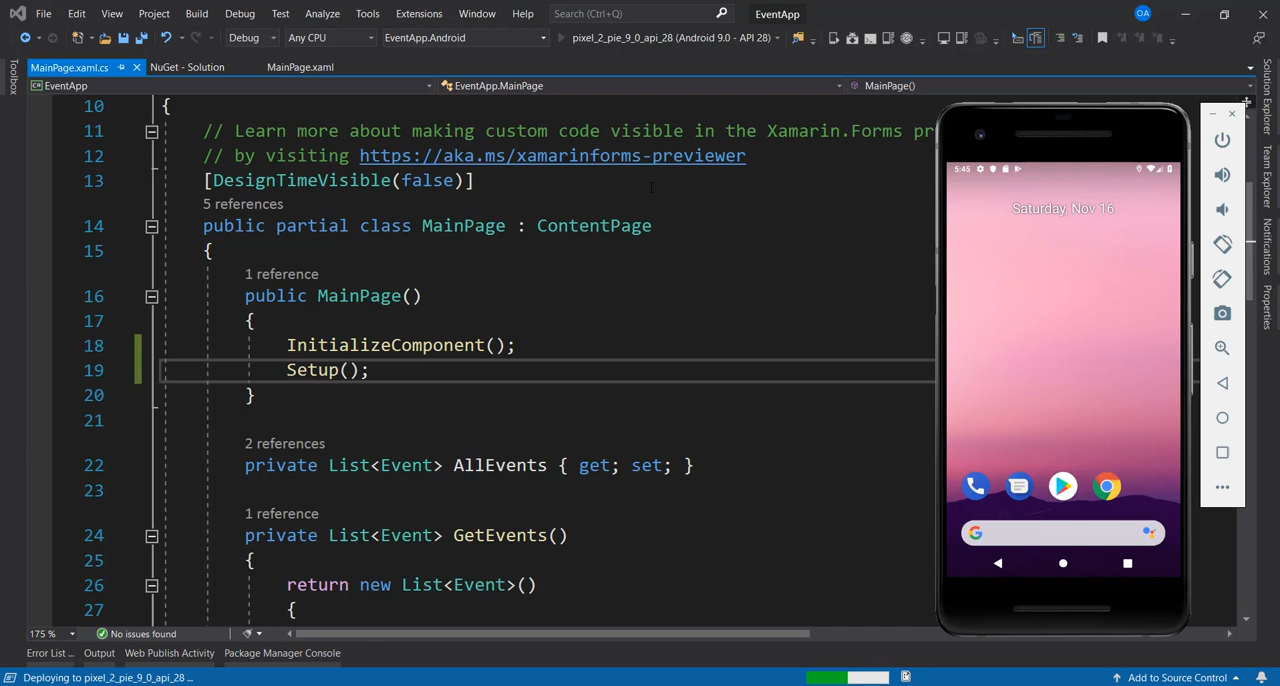 File Edit View Project Build Debug Test Analyze Tools Extensions Window Help Search (Ctrl+Q) EventApp OA
Debug Any CPU EventApp.Android pixel_2_pie_9_0_api_28 (Android 9.0 - API 28)
MainPage.xaml.cs NuGet - Solution MainPage.xaml
EventApp EventApp.MainPage MainPage()
Toolbox
10 {
11 // Learn more about making custom code visible in the Xamarin.Forms pr
12 // by visiting https://aka.ms/xamarinforms-previewer
13 [DesignTimeVisible(false)]
5 references
14 public partial class MainPage : ContentPage
15 {
1 reference
16 public MainPage()
17 {
18 InitializeComponent();
19 Setup();
20 }
21
2 references
22 private List<Event> AllEvents { get; set; }
23
1 reference
24 private List<Event> GetEvents()
25 {
26 return new List<Event>()
27 {
5:45
Saturday, Nov 16
Solution Explorer
Team Explorer
Notifications
Properties
175 % No issues found
Error List ... Output Web Publish Activity Package Manager Console
Deploying to pixel_2_pie_9_0_api_28 ... Add to Source Control